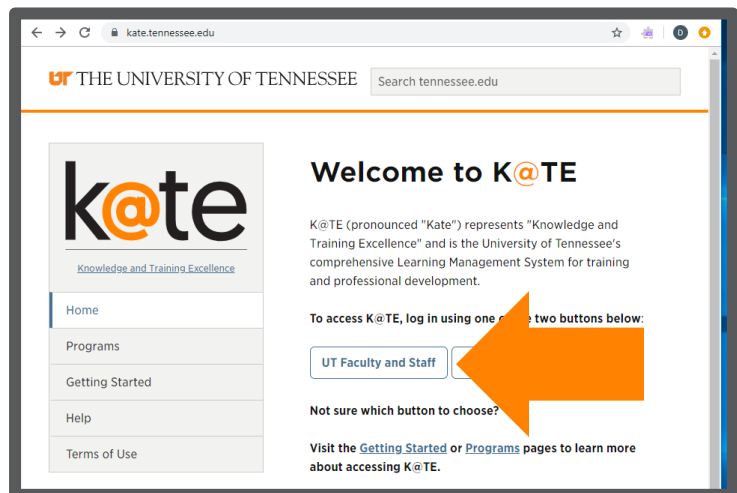 kate.tennessee.edu
D
UT THE UNIVERSITY OF TENNESSEE
Search tennessee.edu
k@te
Knowledge and Training Excellence
Home
Programs
Getting Started
Help
Terms of Use
Welcome to K@TE
K@TE (pronounced "Kate") represents "Knowledge and
Training Excellence" and is the University of Tennessee's
comprehensive Learning Management System for training
and professional development.
To access K@TE, log in using one two buttons below:
UT Faculty and Staff
Not sure which button to choose?
Visit the Getting Started or Programs pages to learn more
about accessing K@TE.